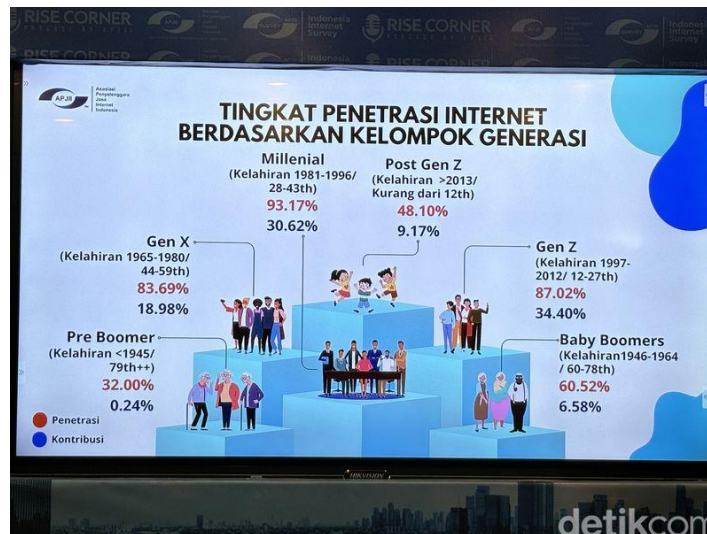 RISE CORNER
Indonesia
Internet
Survey
RISE CORNER
APJII
Asosiasi
Penyelenggara
Jasa
Internet
Indonesia
TINGKAT PENETRASI INTERNET
BERDASARKAN KELOMPOK GENERASI
Millenial
(Kelahiran 1981-1996/
28-43th)
93.17%
30.62%
Post Gen Z
(Kelahiran >2013/
Kurang dari 12th)
48.10%
9.17%
Gen X
(Kelahiran 1965-1980/
44-59th)
83.69%
18.98%
Gen Z
(Kelahiran 1997-
2012/ 12-27th)
87.02%
34.40%
Pre Boomer
(Kelahiran <1945/
79th++)
32.00%
0.24%
Baby Boomers
(Kelahiran1946-1964
/ 60-78th)
60.52%
6.58%
Penetrasi
Kontribusi
HIKVISION
detikcom